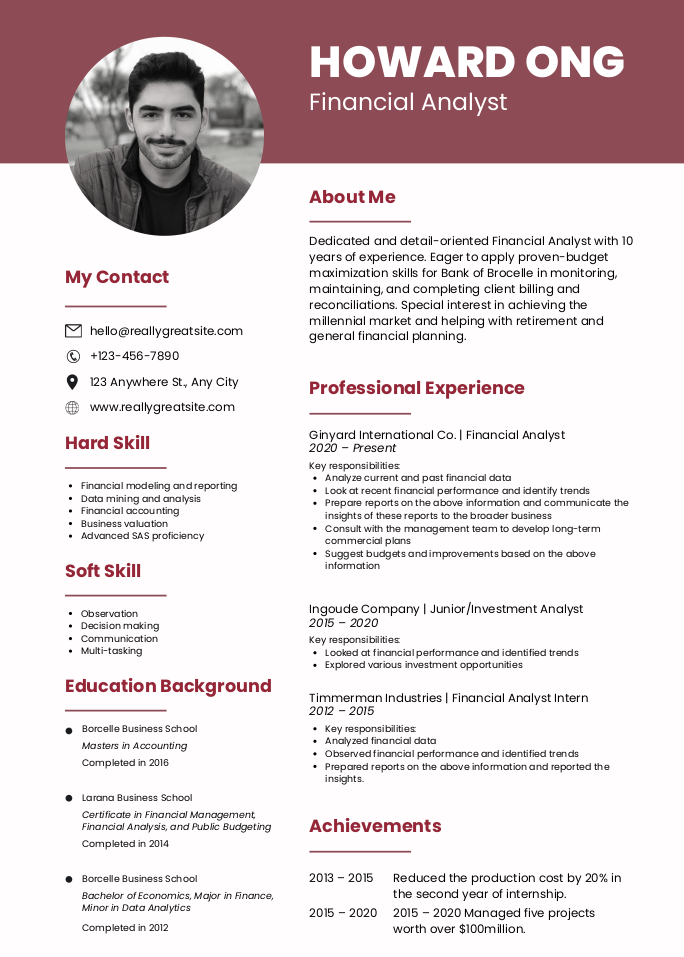 HOWARD ONG
Financial Analyst
My Contact
hello@reallygreatsite.com
+123-456-7890
123 Anywhere St., Any City
www.reallygreatsite.com
Hard Skill
• Financial modeling and reporting
• Data mining and analysis
• Financial accounting
• Business valuation
• Advanced SAS proficiency
Soft Skill
• Observation
• Decision making
• Communication
• Multi-tasking
Education Background
• Borcelle Business School
Masters in Accounting
Completed in 2016
• Larana Business School
Certificate in Financial Management,
Financial Analysis, and Public Budgeting
Completed in 2014
• Borcelle Business School
Bachelor of Economics, Major in Finance,
Minor in Data Analytics
Completed in 2012
About Me
Dedicated and detail-oriented Financial Analyst with 10
years of experience. Eager to apply proven-budget
maximization skills for Bank of Brocelle in monitoring,
maintaining, and completing client billing and
reconciliations. Special interest in achieving the
millennial market and helping with retirement and
general financial planning.
Professional Experience
Ginyard International Co. | Financial Analyst
2020 – Present
Key responsibilities:
• Analyze current and past financial data
• Look at recent financial performance and identify trends
• Prepare reports on the above information and communicate the
insights of these reports to the broader business
• Consult with the management team to develop long-term
commercial plans
• Suggest budgets and improvements based on the above
information
Ingoude Company | Junior/Investment Analyst
2015 – 2020
Key responsibilities:
• Looked at financial performance and identified trends
• Explored various investment opportunities
Timmerman Industries | Financial Analyst Intern
2012 – 2015
• Key responsibilities:
• Analyzed financial data
• Observed financial performance and identified trends
• Prepared reports on the above information and reported the
insights.
Achievements
2013 – 2015 Reduced the production cost by 20% in
the second year of internship.
2015 – 2020 2015 – 2020 Managed five projects
worth over $100million.